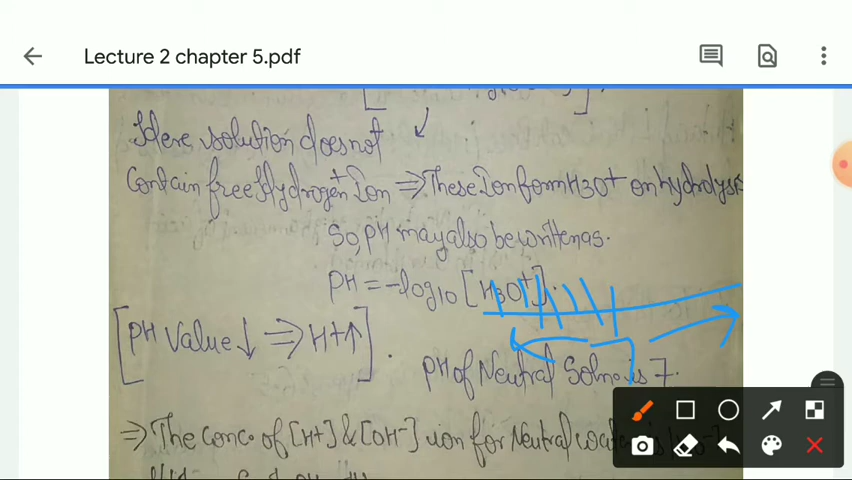 Lecture 2 chapter 5.pdf
Here solution does not
Contain free Hydrogen+ Ion ⇒ These Ion form H3O+ on hydrolysis
So, PH may also be written as.
PH = -log10 [H3O+].
[PH Value ↓ ⇒ H+↑].
PH of Neutral Solno is 7.
⇒ The conc. of [H+] & [OH-] ion for Neutral